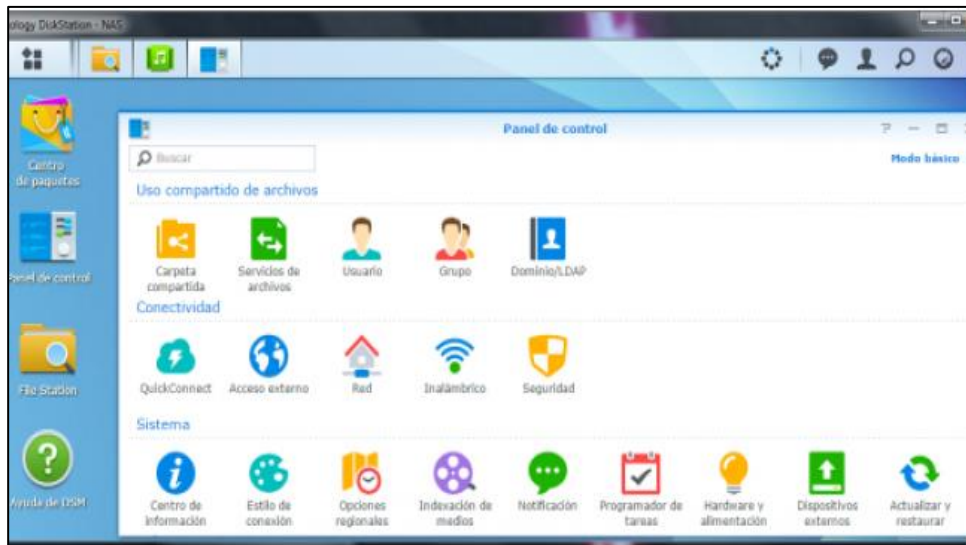 ology DiskStation - NAS
Panel de control
Buscar
Modo básico
Uso compartido de archivos
Carpeta
compartida
Servicios de
archivos
Usuario
Grupo
Dominio/LDAP
Conectividad
QuickConnect
Acceso externo
Red
Inalámbrico
Seguridad
Sistema
Centro de
información
Estilo de
conexión
Opciones
regionales
Indexación de
medios
Notificación
Programador de
tareas
Hardware y
alimentación
Dispositivos
externos
Actualizar y
restaurar
Centro
de paquetes
Panel de control
File Station
Ayuda de DSM